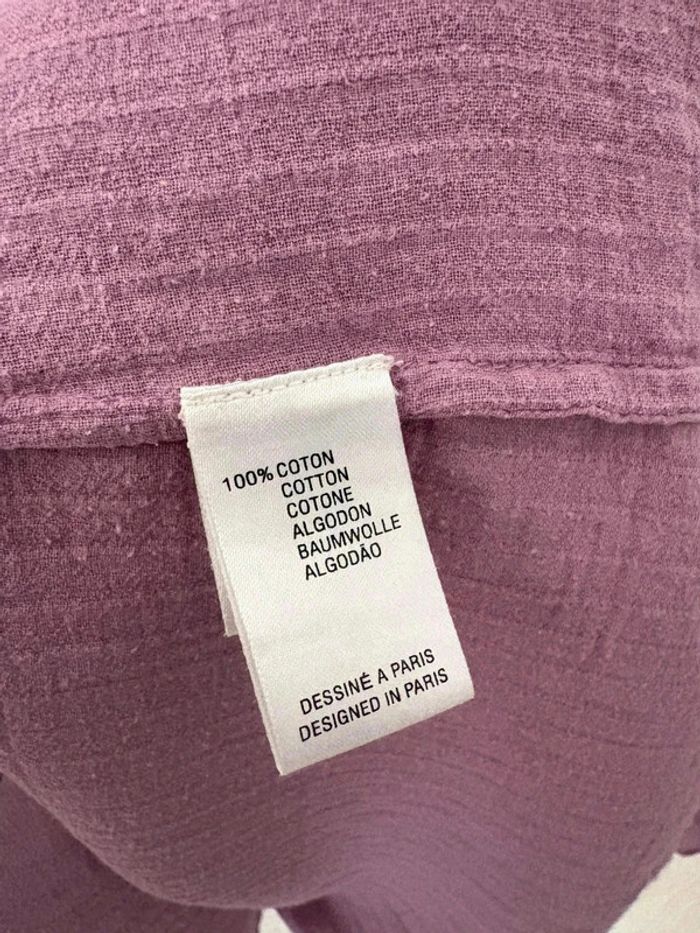 100% COTON
COTTON
COTONE
ALGODON
BAUMWOLLE
ALGODÃO
DESSINÉ A PARIS
DESIGNED IN PARIS